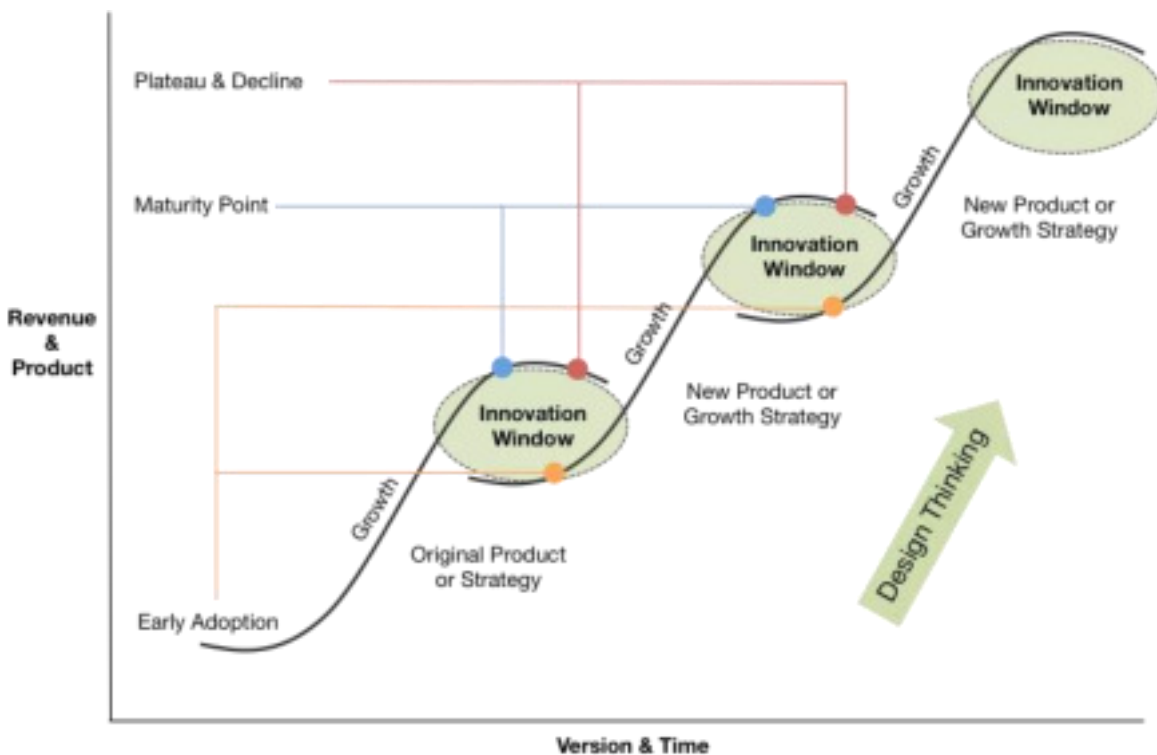 Plateau & Decline
Innovation
Window
Growth
Maturity Point
New Product or
Growth Strategy
Innovation
Window
Revenue
&
Product
Growth
New Product or
Growth Strategy
Innovation
Window
Design Thinking
Growth
Original Product
or Strategy
Early Adoption
Version & Time